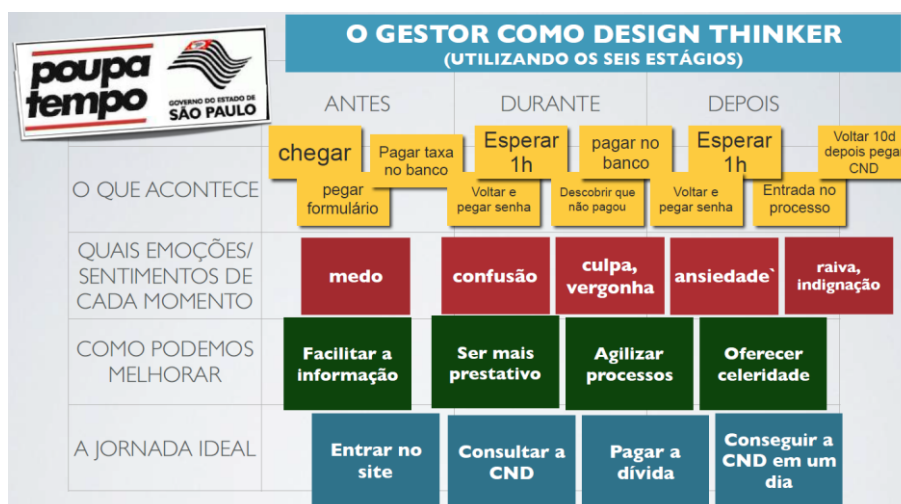 poupa
tempo
GOVERNO DO ESTADO DE
SÃO PAULO
O GESTOR COMO DESIGN THINKER
(UTILIZANDO OS SEIS ESTÁGIOS)
ANTES
DURANTE
DEPOIS
O QUE ACONTECE
chegar
pegar
formulário
Pagar taxa
no banco
Voltar e
pegar senha
Esperar
1h
Descobrir que
não pagou
pagar no
banco
Voltar e
pegar senha
Esperar
1h
Entrada no
processo
Voltar 10d
depois pegar
CND
QUAIS EMOÇÕES/
SENTIMENTOS DE
CADA MOMENTO
medo
confusão
culpa,
vergonha
ansiedade`
raiva,
indignação
COMO PODEMOS
MELHORAR
Facilitar a
informação
Ser mais
prestativo
Agilizar
processos
Oferecer
celeridade
A JORNADA IDEAL
Entrar no
site
Consultar a
CND
Pagar a
dívida
Conseguir a
CND em um
dia